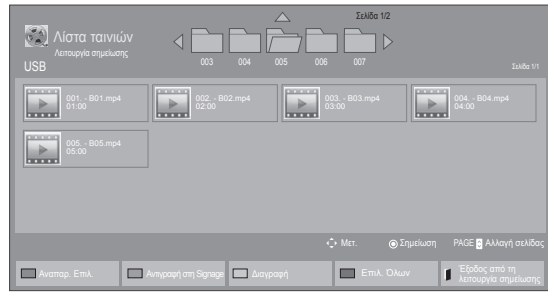 Σελίδα 1/2
Λίστα ταινιών
Λειτουργία σημείωσης
USB
003 004 005 006 007
Σελίδα 1/1
001. - B01.mp4
01:00
002. - B02.mp4
02:00
003. - B03.mp4
03:00
004. - B04.mp4
04:00
005. - B05.mp4
05:00
Μετ. Σημείωση PAGE Αλλαγή σελίδας
Αναπαρ. Επιλ. Αντιγραφή στη Signage Διαγραφή Επιλ. Όλων Έξοδος από τη
λειτουργία σημείωσης